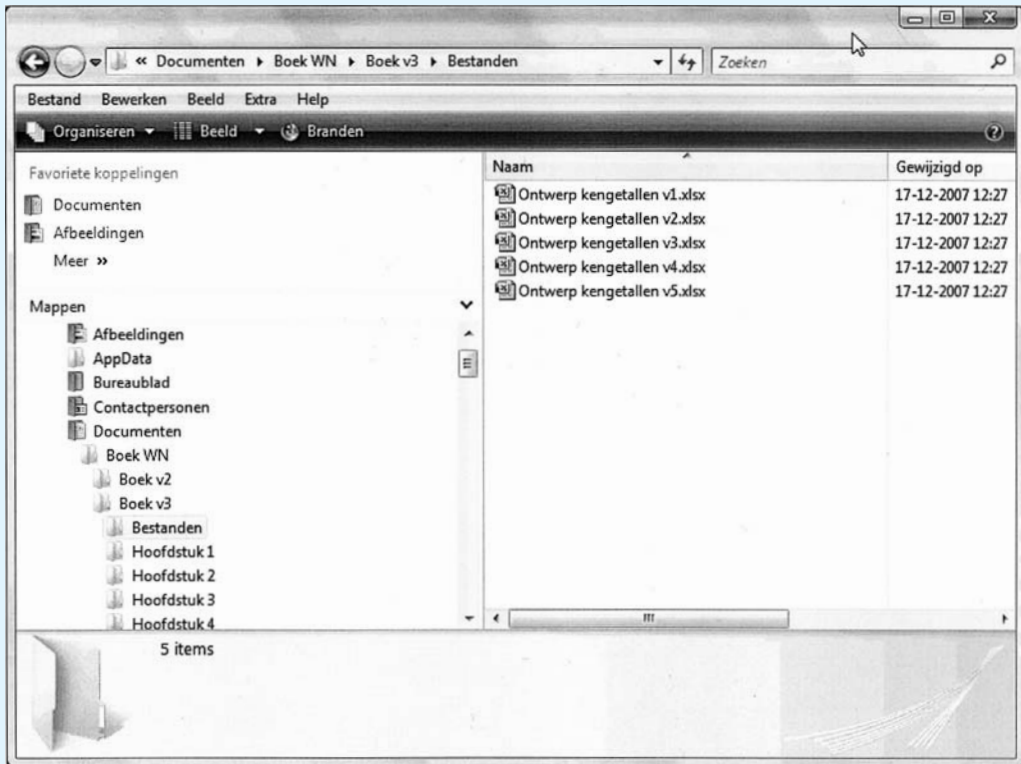 « Documenten ▸ Boek WN ▸ Boek v3 ▸ Bestanden
Zoeken
Bestand Bewerken Beeld Extra Help
Organiseren Beeld Branden
Favoriete koppelingen
Documenten
Afbeeldingen
Meer »
Mappen
Afbeeldingen
AppData
Bureaublad
Contactpersonen
Documenten
Boek WN
Boek v2
Boek v3
Bestanden
Hoofdstuk 1
Hoofdstuk 2
Hoofdstuk 3
Hoofdstuk 4
Naam Gewijzigd op
Ontwerp kengetallen v1.xlsx 17-12-2007 12:27
Ontwerp kengetallen v2.xlsx 17-12-2007 12:27
Ontwerp kengetallen v3.xlsx 17-12-2007 12:27
Ontwerp kengetallen v4.xlsx 17-12-2007 12:27
Ontwerp kengetallen v5.xlsx 17-12-2007 12:27
5 items